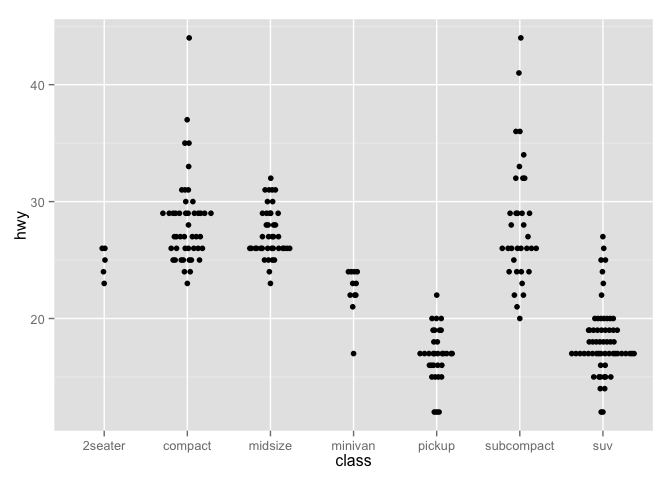 40
30
20
hwy
2seater compact midsize minivan pickup subcompact suv
class